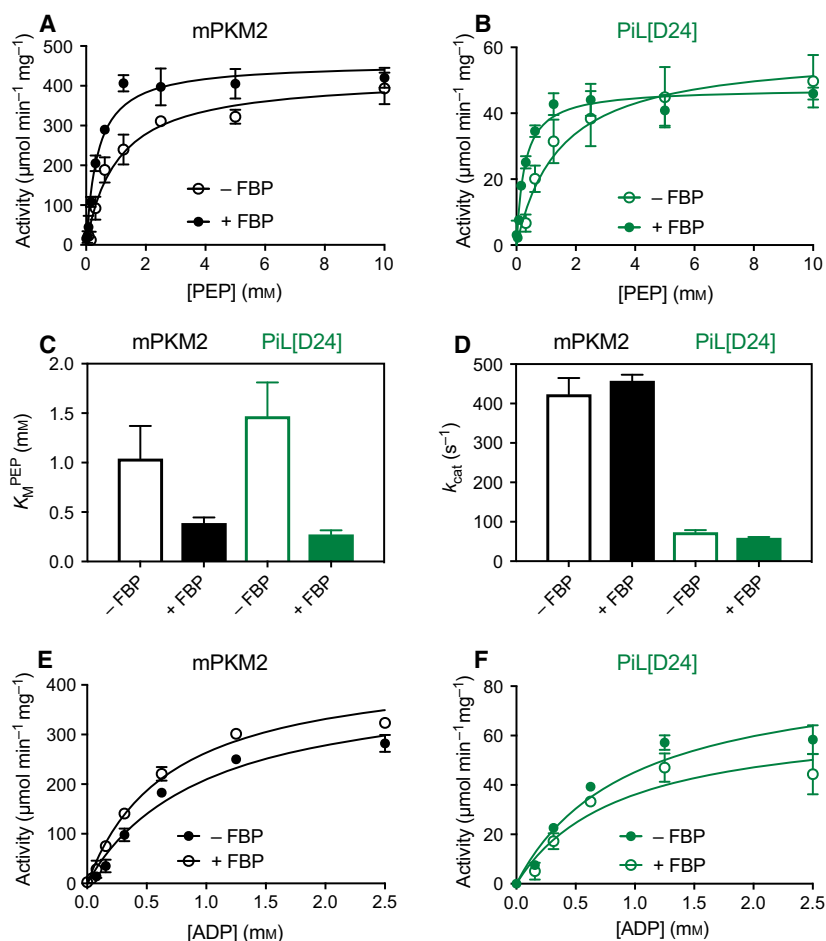 A mPKM2
Activity (µmol min⁻¹ mg⁻¹)
500
400
300
200
100
0
– FBP
+ FBP
0 2 4 6 8 10
[PEP] (mM)
B PiL[D24]
Activity (µmol min⁻¹ mg⁻¹)
60
40
20
0
– FBP
+ FBP
0 2 4 6 8 10
[PEP] (mM)
C mPKM2 PiL[D24]
K_M^PEP (mM)
2.0
1.5
1.0
0.5
0.0
– FBP + FBP – FBP + FBP
D mPKM2 PiL[D24]
k_cat (s⁻¹)
500
400
300
200
100
0
– FBP + FBP – FBP + FBP
E mPKM2
Activity (µmol min⁻¹ mg⁻¹)
400
300
200
100
0
– FBP
+ FBP
0.0 0.5 1.0 1.5 2.0 2.5
[ADP] (mM)
F PiL[D24]
Activity (µmol min⁻¹ mg⁻¹)
80
60
40
20
0
– FBP
+ FBP
0.0 0.5 1.0 1.5 2.0 2.5
[ADP] (mM)